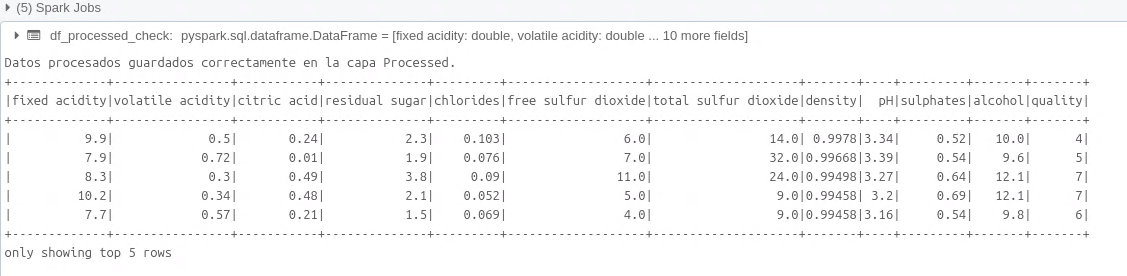 (5) Spark Jobs
df_processed_check: pyspark.sql.dataframe.DataFrame = [fixed acidity: double, volatile acidity: double ... 10 more fields]
Datos procesados guardados correctamente en la capa Processed.
+-------------+----------------+-----------+--------------+---------+-------------------+--------------------+-------+----+---------+-------+-------+
|fixed acidity|volatile acidity|citric acid|residual sugar|chlorides|free sulfur dioxide|total sulfur dioxide|density|  pH|sulphates|alcohol|quality|
+-------------+----------------+-----------+--------------+---------+-------------------+--------------------+-------+----+---------+-------+-------+
|          9.9|             0.5|       0.24|           2.3|    0.103|                6.0|                14.0| 0.9978|3.34|     0.52|   10.0|      4|
|          7.9|            0.72|       0.01|           1.9|    0.076|                7.0|                32.0|0.99668|3.39|     0.54|    9.6|      5|
|          8.3|             0.3|       0.49|           3.8|     0.09|               11.0|                24.0|0.99498|3.27|     0.64|   12.1|      7|
|         10.2|            0.34|       0.48|           2.1|    0.052|                5.0|                 9.0|0.99458| 3.2|     0.69|   12.1|      7|
|          7.7|            0.57|       0.21|           1.5|    0.069|                4.0|                 9.0|0.99458|3.16|     0.54|    9.8|      6|
+-------------+----------------+-----------+--------------+---------+-------------------+--------------------+-------+----+---------+-------+-------+
only showing top 5 rows